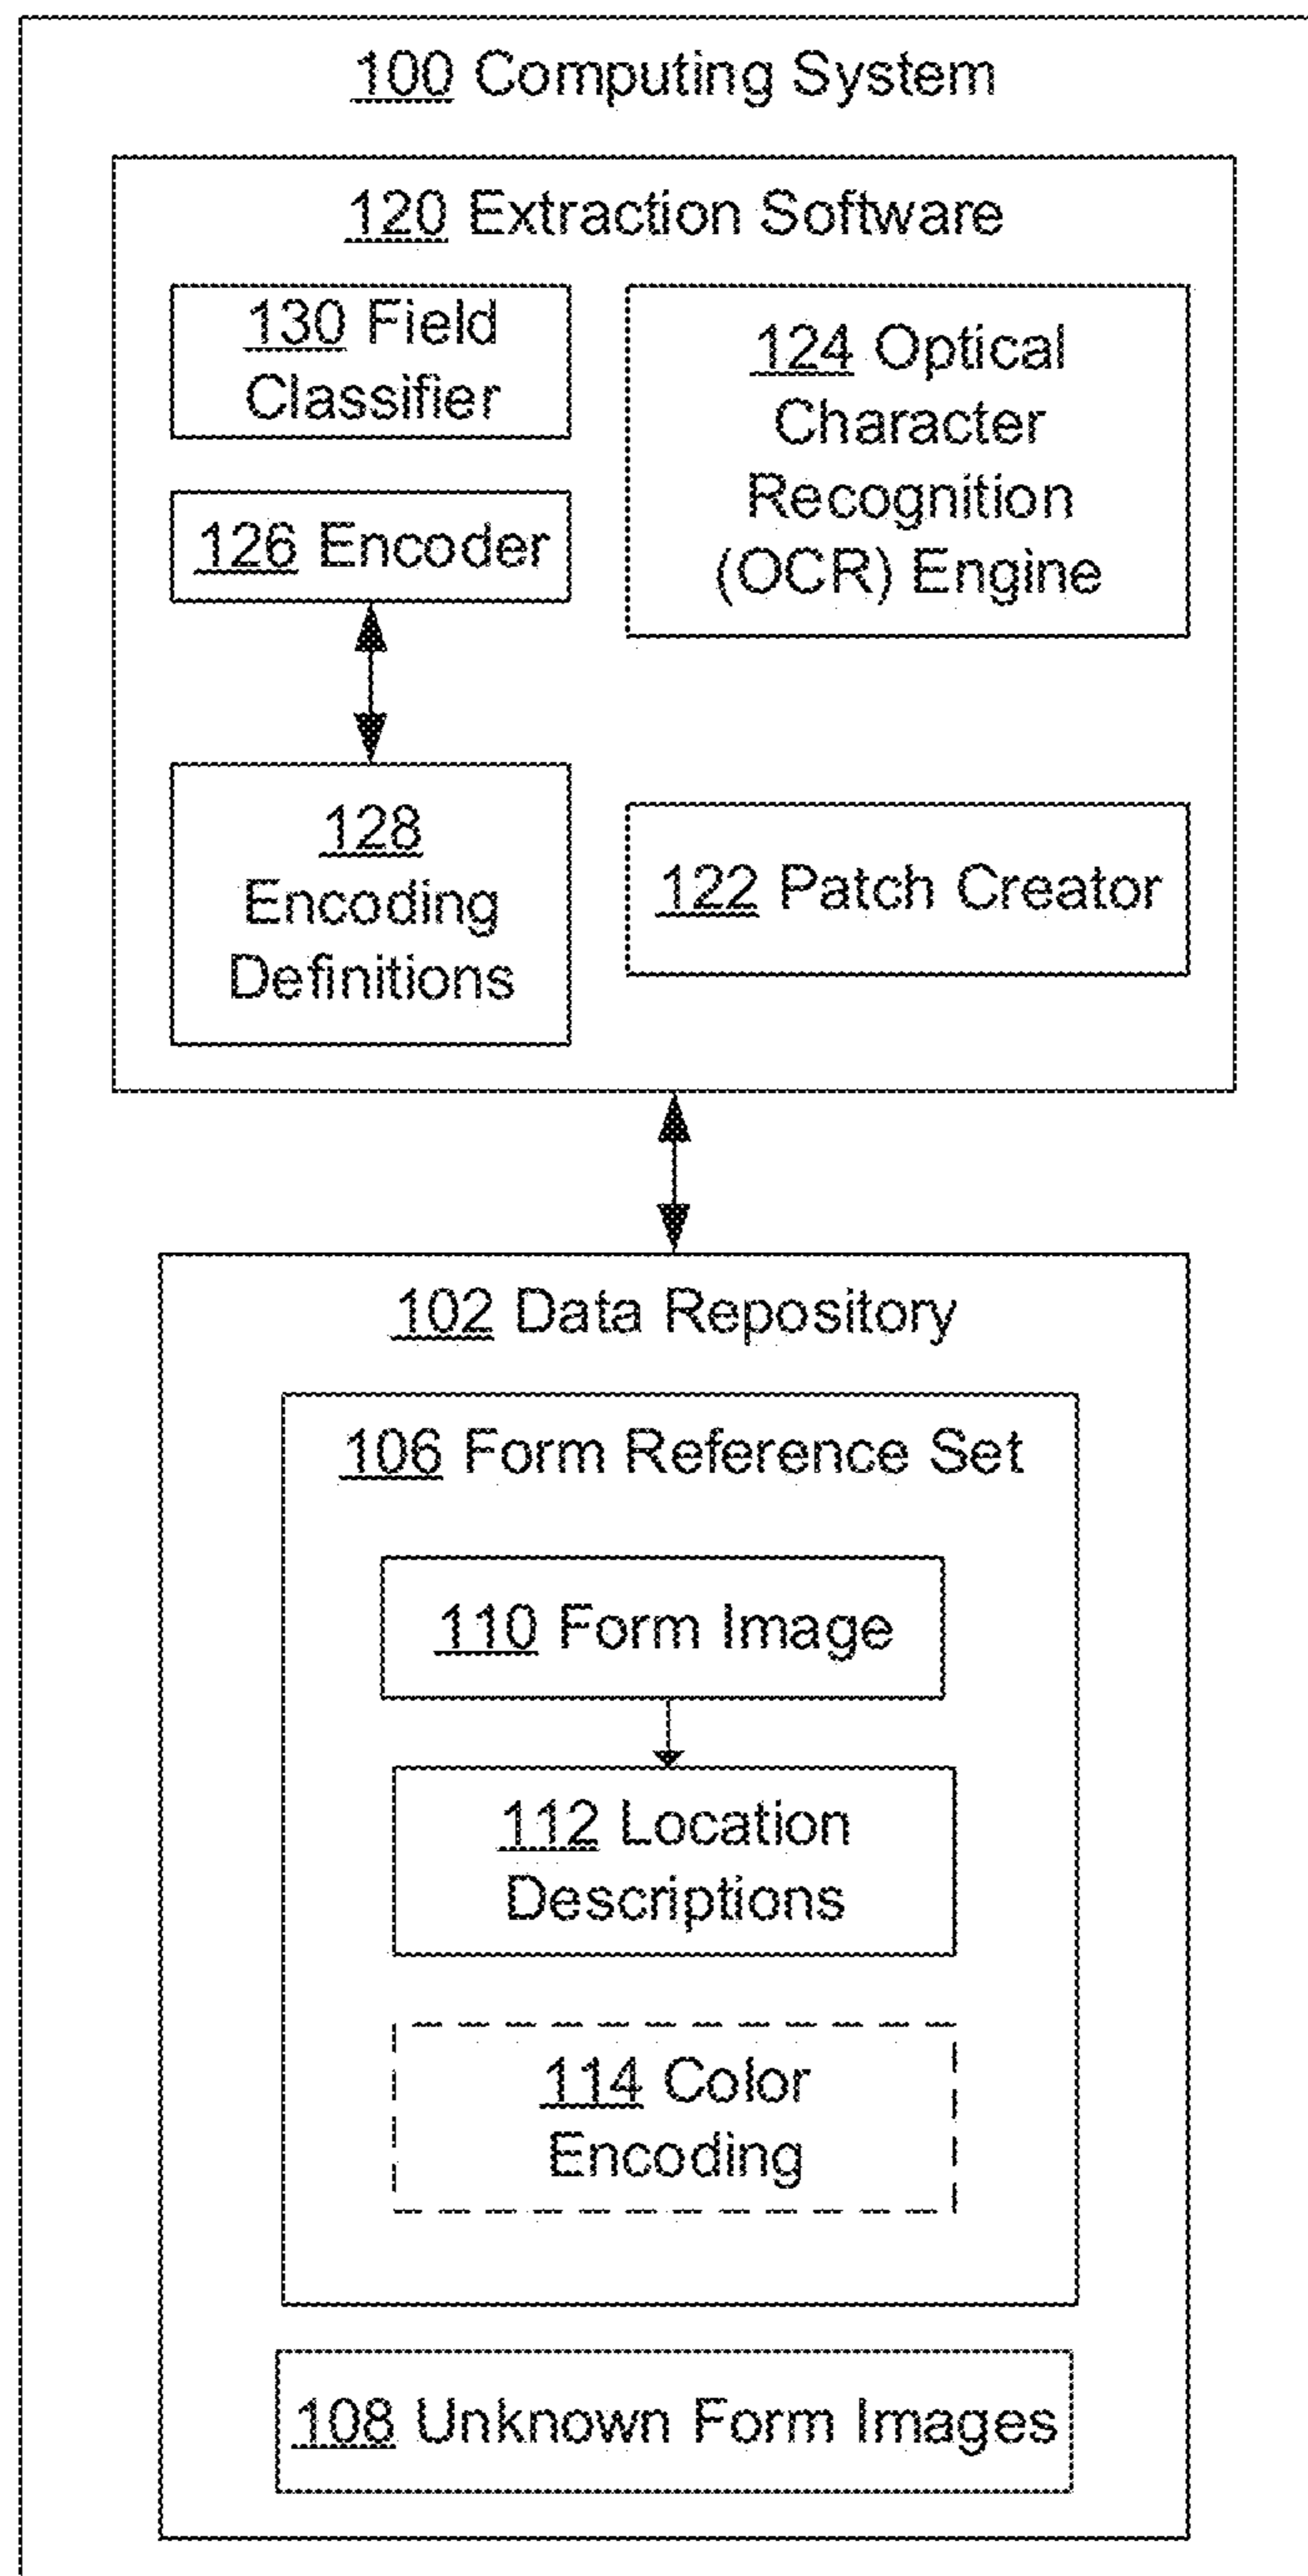 100 Computing System
120 Extraction Software
130 Field
Classifier
124 Optical
Character
Recognition
(OCR) Engine
126 Encoder
128
Encoding
Definitions
122 Patch Creator
102 Data Repository
106 Form Reference Set
110 Form Image
112 Location
Descriptions
114 Color
Encoding
108 Unknown Form Images